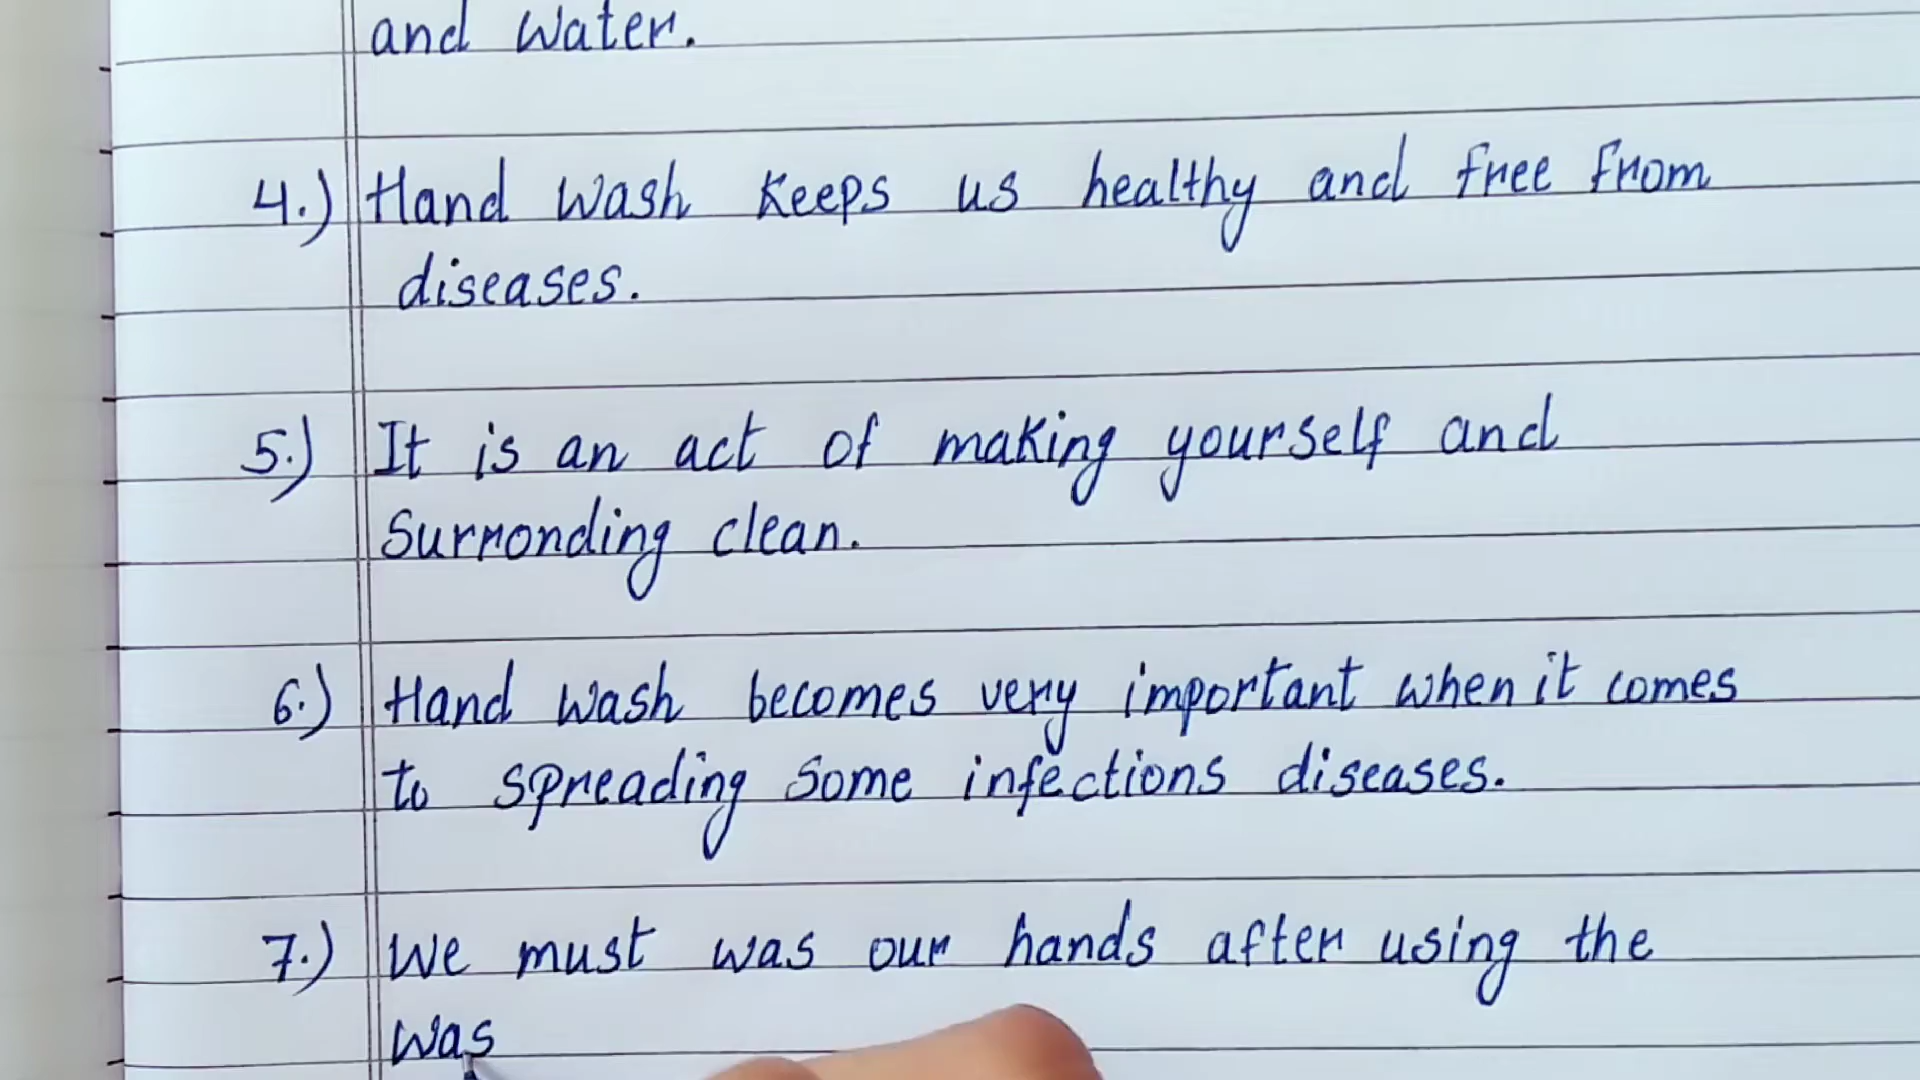 and water.
4.) Hand wash keeps us healthy and free from
diseases.
5.) It is an act of making yourself and
Surronding clean.
6.) Hand wash becomes very important when it comes
to spreading some infections diseases.
7.) We must was our hands after using the
was